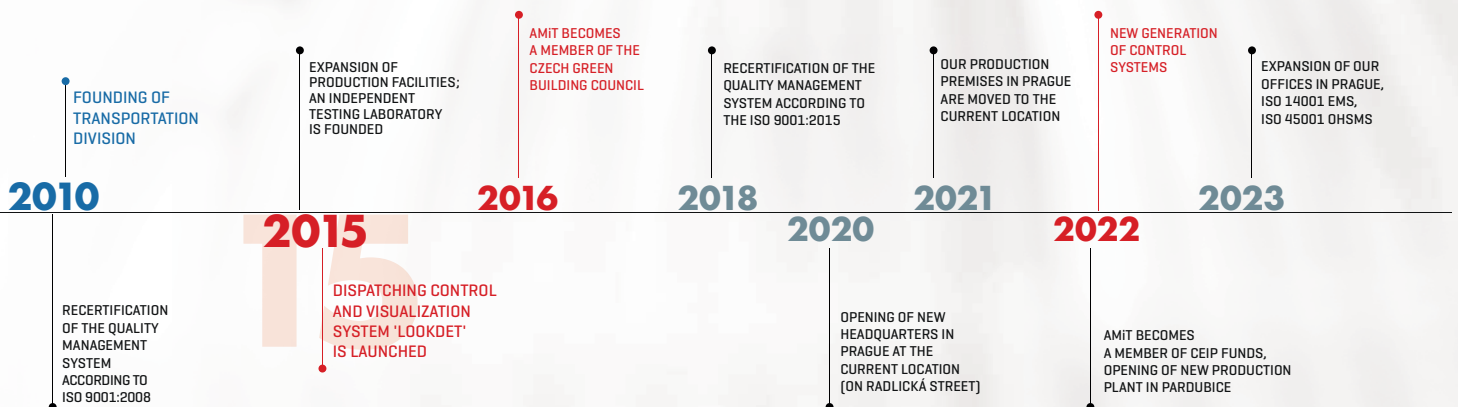 FOUNDING OF
TRANSPORTATION
DIVISION
2010
RECERTIFICATION
OF THE QUALITY
MANAGEMENT
SYSTEM
ACCORDING TO
ISO 9001:2008
EXPANSION OF
PRODUCTION FACILITIES;
AN INDEPENDENT
TESTING LABORATORY
IS FOUNDED
2015
15
DISPATCHING CONTROL
AND VISUALIZATION
SYSTEM 'LOOKDET'
IS LAUNCHED
AMiT BECOMES
A MEMBER OF THE
CZECH GREEN
BUILDING COUNCIL
2016
RECERTIFICATION OF THE
QUALITY MANAGEMENT
SYSTEM ACCORDING TO
THE ISO 9001:2015
2018
2020
OPENING OF NEW
HEADQUARTERS IN
PRAGUE AT THE
CURRENT LOCATION
(ON RADLICKÁ STREET)
OUR PRODUCTION
PREMISES IN PRAGUE
ARE MOVED TO THE
CURRENT LOCATION
2021
NEW GENERATION
OF CONTROL
SYSTEMS
2022
AMiT BECOMES
A MEMBER OF CEIP FUNDS,
OPENING OF NEW PRODUCTION
PLANT IN PARDUBICE
EXPANSION OF OUR
OFFICES IN PRAGUE,
ISO 14001 EMS,
ISO 45001 OHSMS
2023